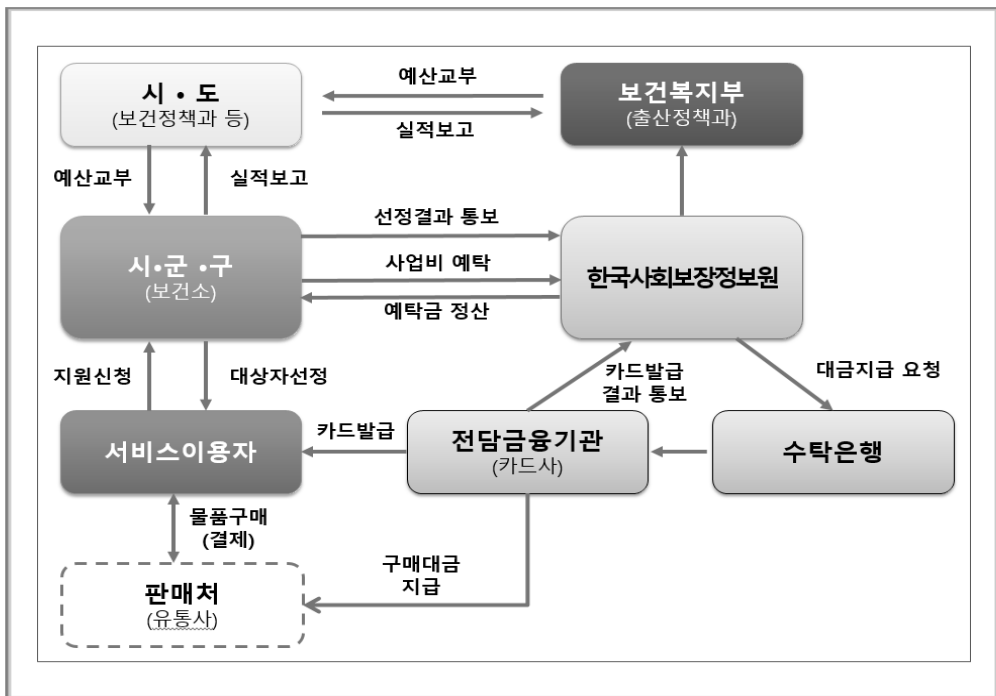 시 • 도
(보건정책과 등)
예산교부
실적보고
보건복지부
(출산정책과)
예산교부
실적보고
시•군 •구
(보건소)
선정결과 통보
사업비 예탁
예탁금 정산
한국사회보장정보원
지원신청
대상자선정
카드발급
결과 통보
대금지급 요청
서비스이용자
카드발급
전담금융기관
(카드사)
수탁은행
물품구매
(결제)
구매대금
지급
판매처
(유통사)